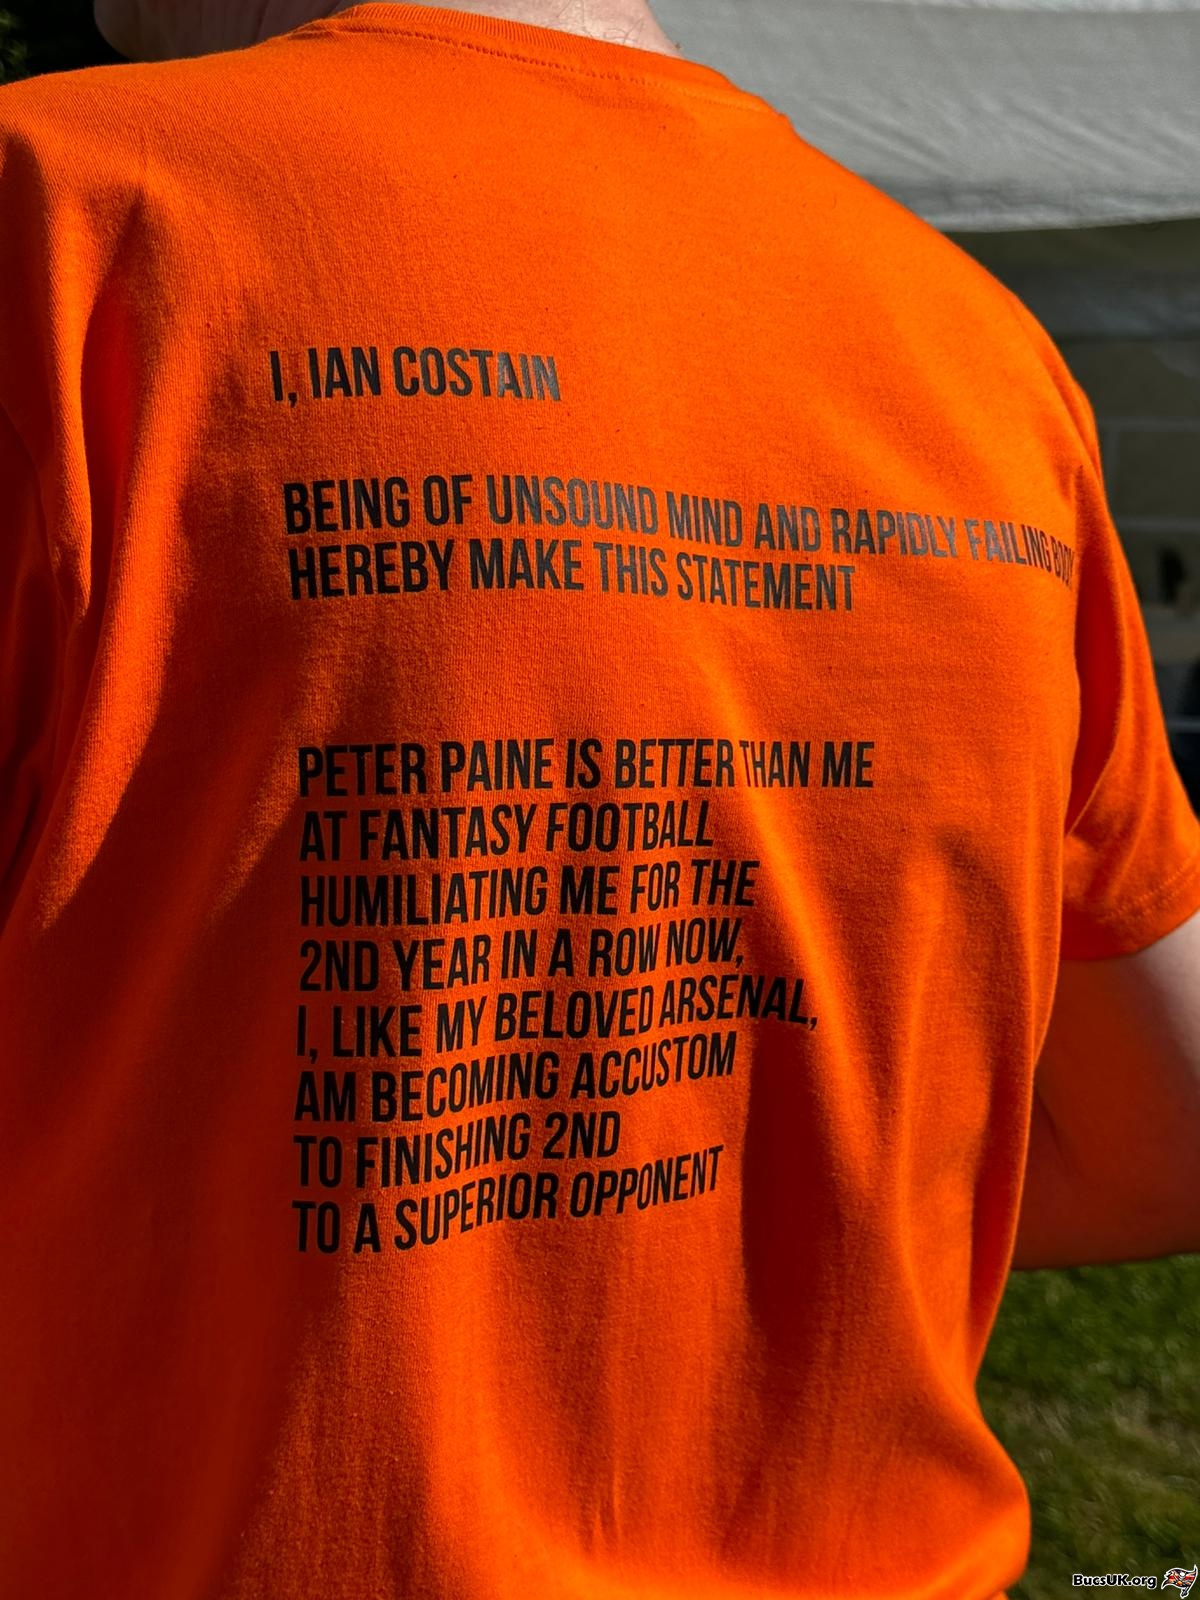 I, IAN COSTAIN
BEING OF UNSOUND MIND AND RAPIDLY FAILING BODY
HEREBY MAKE THIS STATEMENT
PETER PAINE IS BETTER THAN ME
AT FANTASY FOOTBALL
HUMILIATING ME FOR THE
2ND YEAR IN A ROW NOW,
I, LIKE MY BELOVED ARSENAL,
AM BECOMING ACCUSTOM
TO FINISHING 2ND
TO A SUPERIOR OPPONENT
BucsUK.org